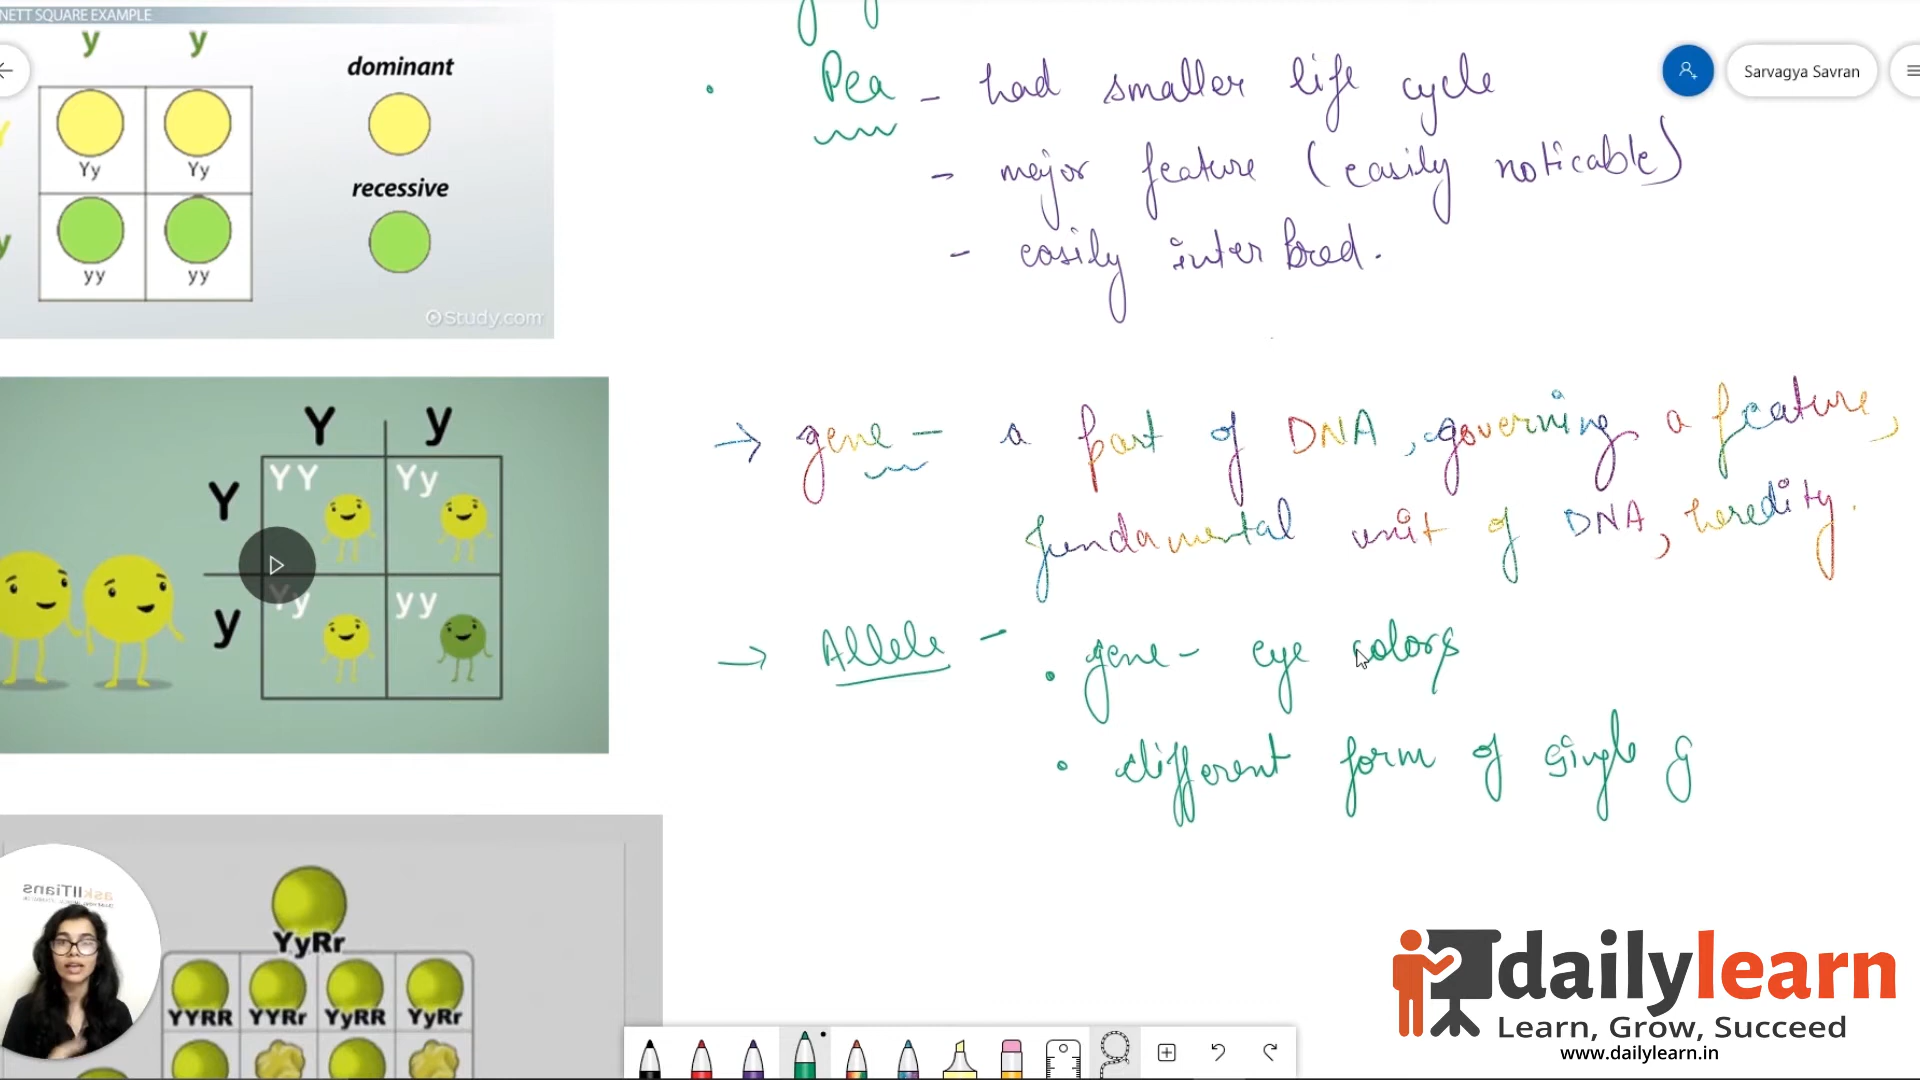 NETT SQUARE EXAMPLE
y y
dominant
Y
Yy Yy
recessive
y
yy yy
Study.com
Pea - had smaller life cycle
- major feature (easily noticable)
- easily inter bred.
Sarvagya Savran
→ gene - a part of DNA, governing a feature,
fundamental unit of DNA, heredity.
→ Allele - • gene - eye colors
• different form of single g
Y y
Y YY Yy
y Yy yy
askIITians
YyRr
YYRR YYRr YyRR YyRr
dailylearn
Learn, Grow, Succeed
www.dailylearn.in